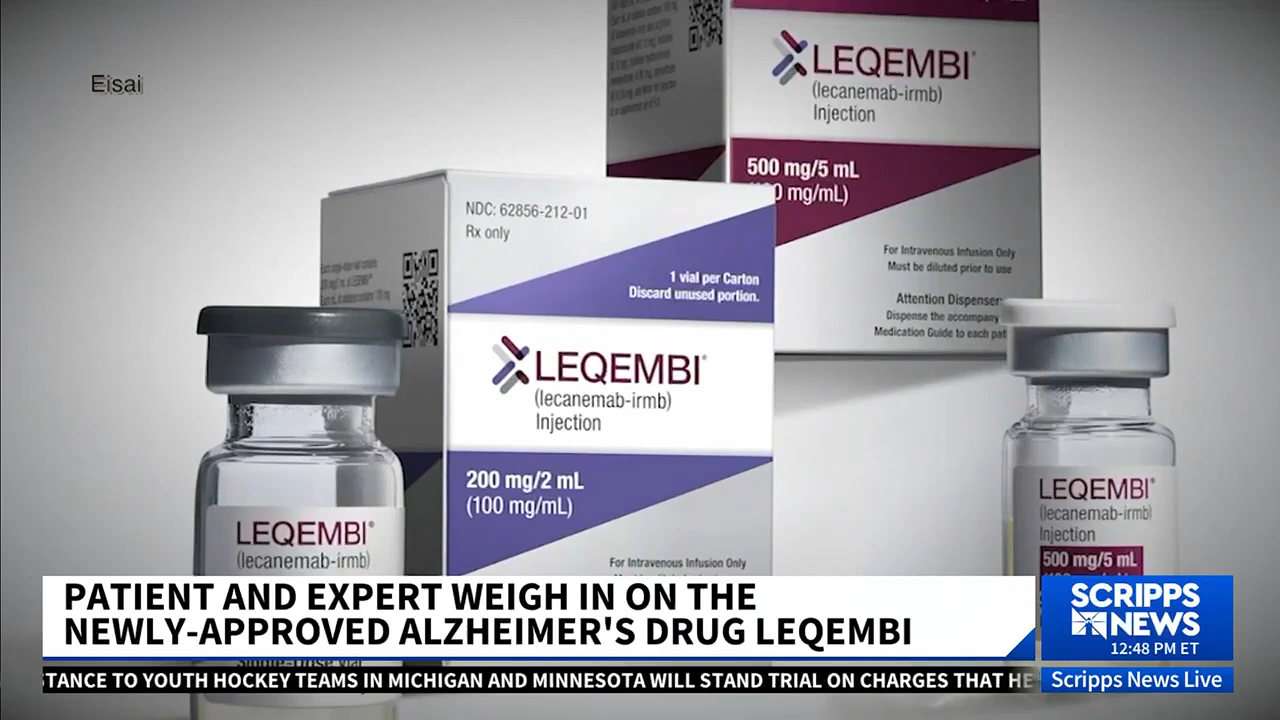 Eisai
LEQEMBI®
(lecanemab-irmb)
Injection
500 mg/5 mL
0 mg/mL)
For Intravenous Infusion Only
Must be diluted prior to use
Attention Dispenser
Dispense the accompany
Medication Guide to each pat
NDC: 62856-212-01
Rx only
1 vial per Carton
Discard unused portion.
LEQEMBI®
(lecanemab-irmb)
Injection
200 mg/2 mL
(100 mg/mL)
For Intravenous Infusion Only
LEQEMBI®
(lecanemab-irmb)
LEQEMBI®
(lecanemab-irmb)
Injection
500 mg/5 mL
PATIENT AND EXPERT WEIGH IN ON THE
NEWLY-APPROVED ALZHEIMER'S DRUG LEQEMBI
SCRIPPS
NEWS
12:48 PM ET
Single-Dose Vial
TANCE TO YOUTH HOCKEY TEAMS IN MICHIGAN AND MINNESOTA WILL STAND TRIAL ON CHARGES THAT HE
Scripps News Live